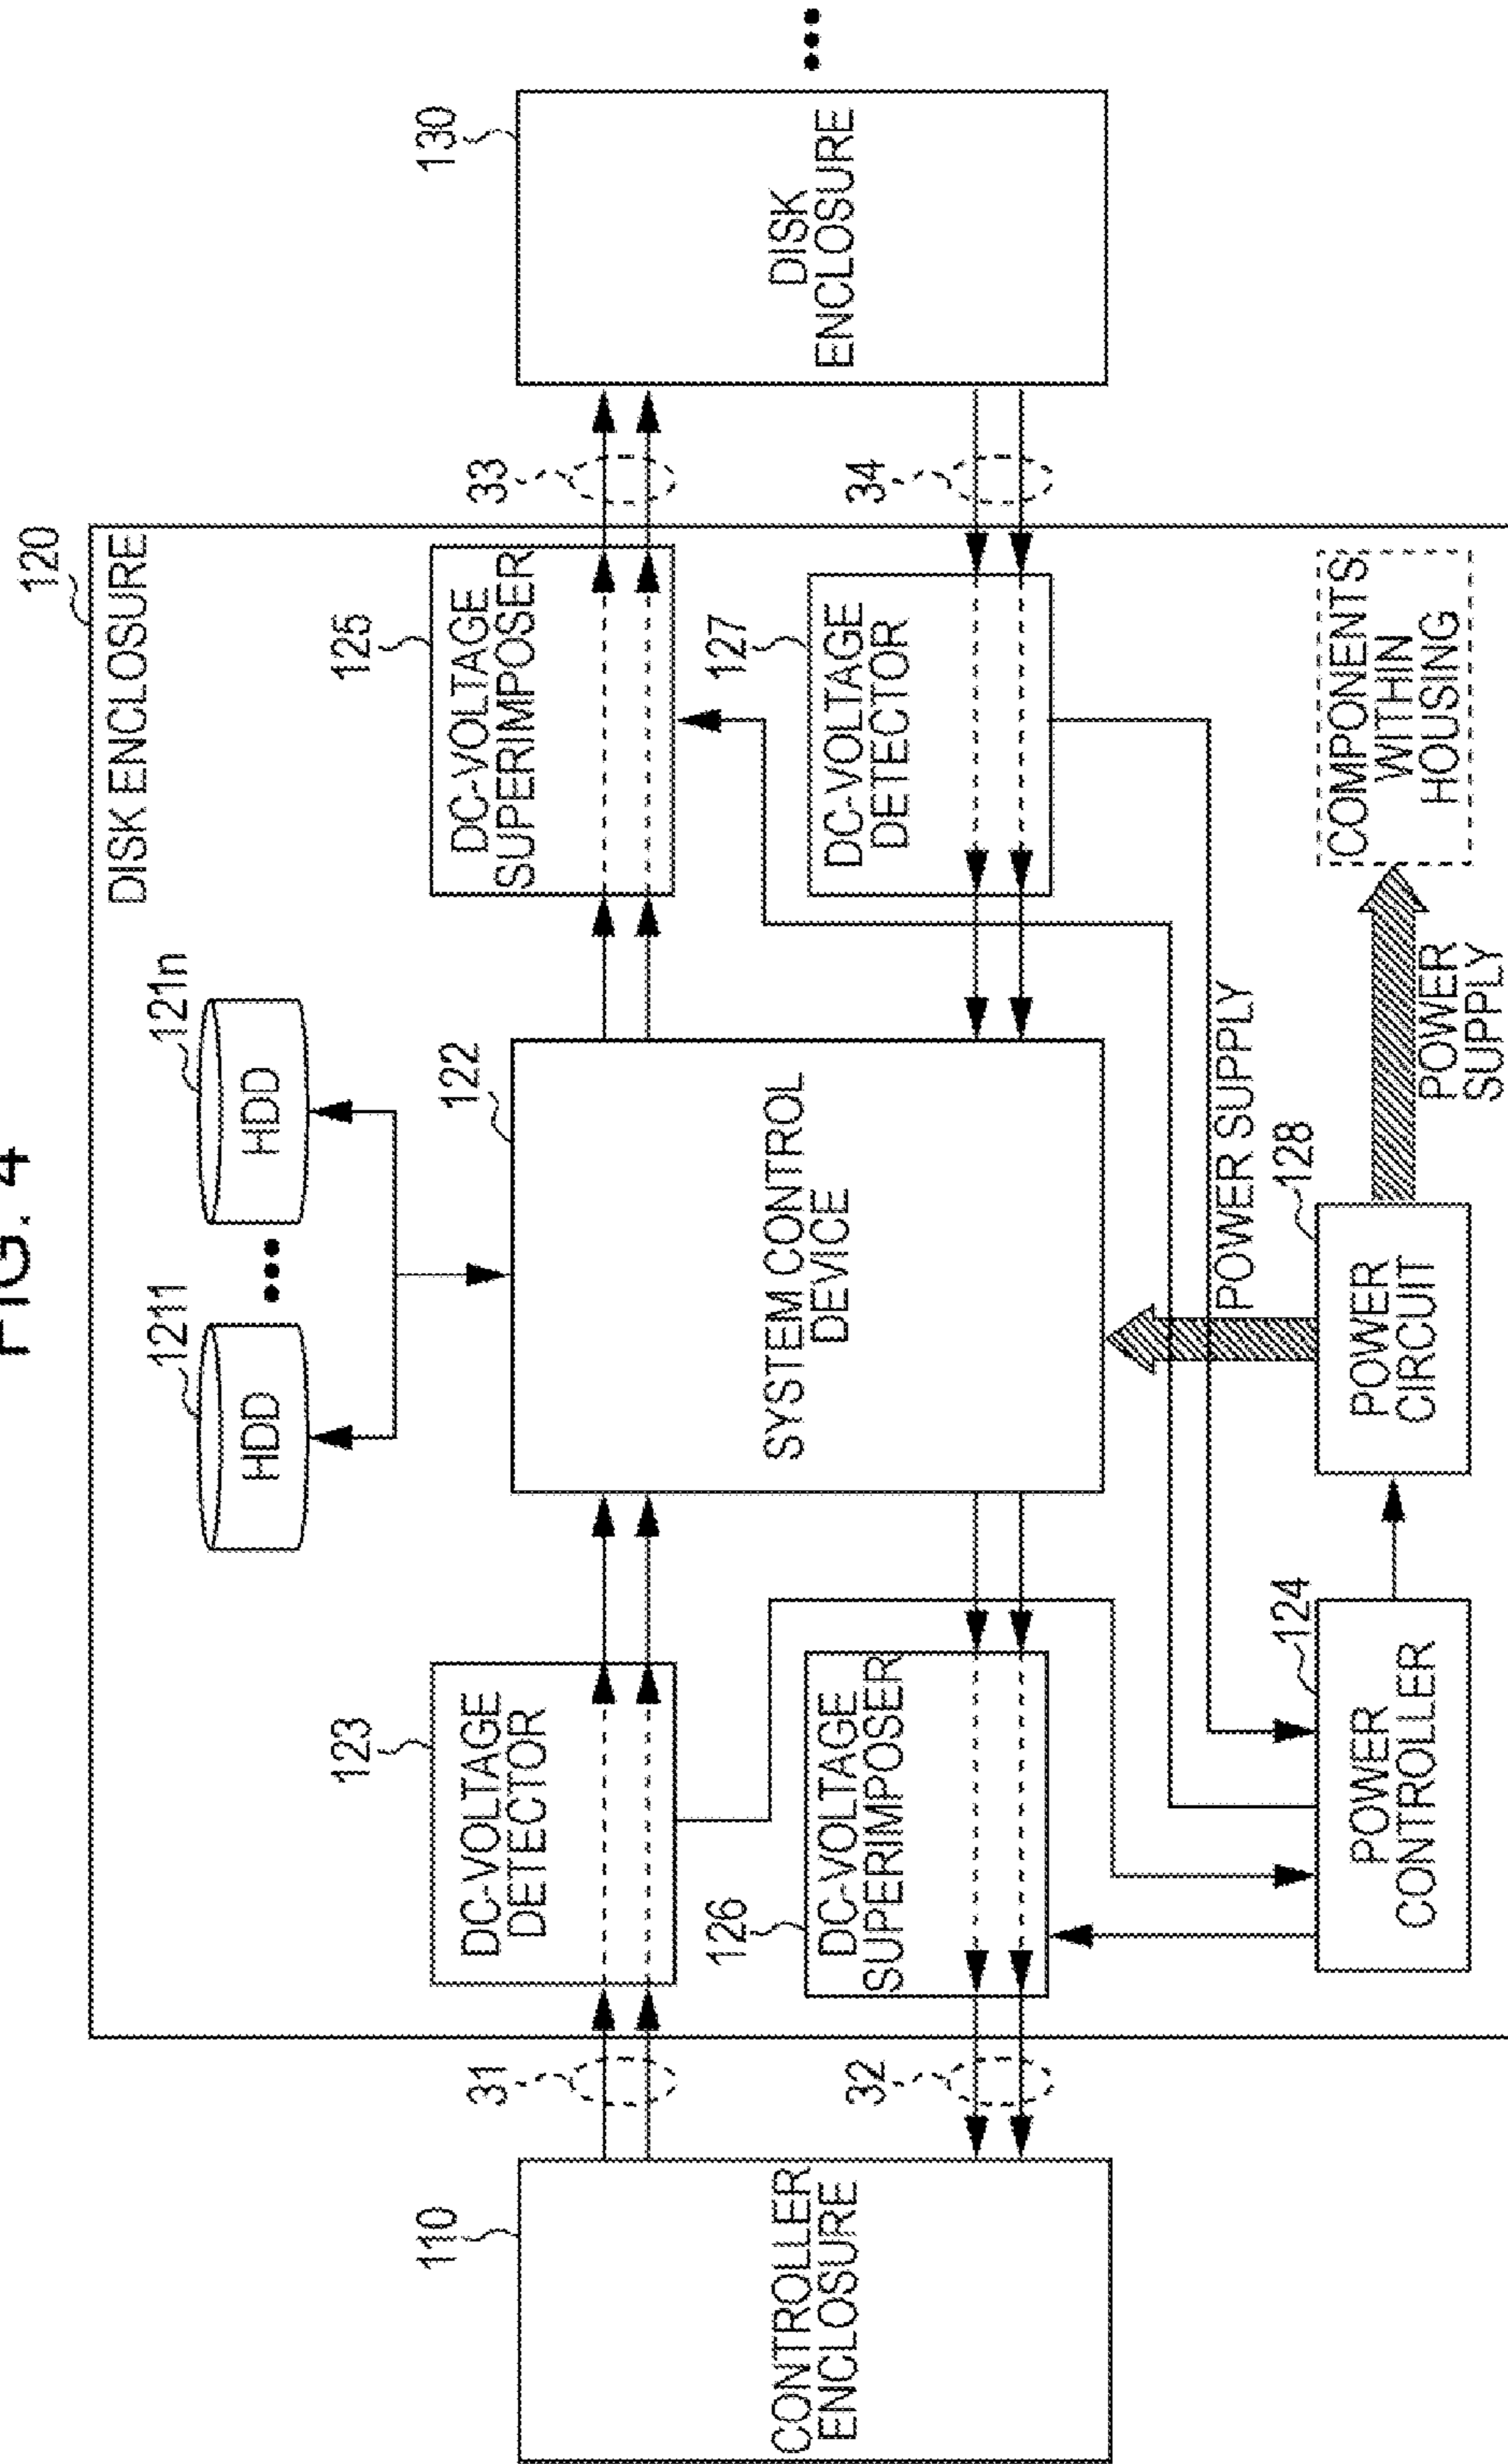 FIG. 4
120
DISK ENCLOSURE
1211
HDD
121n
HDD
110
CONTROLLER
ENCLOSURE
31
32
123
DC-VOLTAGE
DETECTOR
126
DC-VOLTAGE
SUPERIMPOSER
122
SYSTEM CONTROL
DEVICE
125
DC-VOLTAGE
SUPERIMPOSER
127
DC-VOLTAGE
DETECTOR
33
34
130
DISK
ENCLOSURE
124
POWER
CONTROLLER
128
POWER
CIRCUIT
POWER SUPPLY
POWER
SUPPLY
COMPONENTS
WITHIN
HOUSING